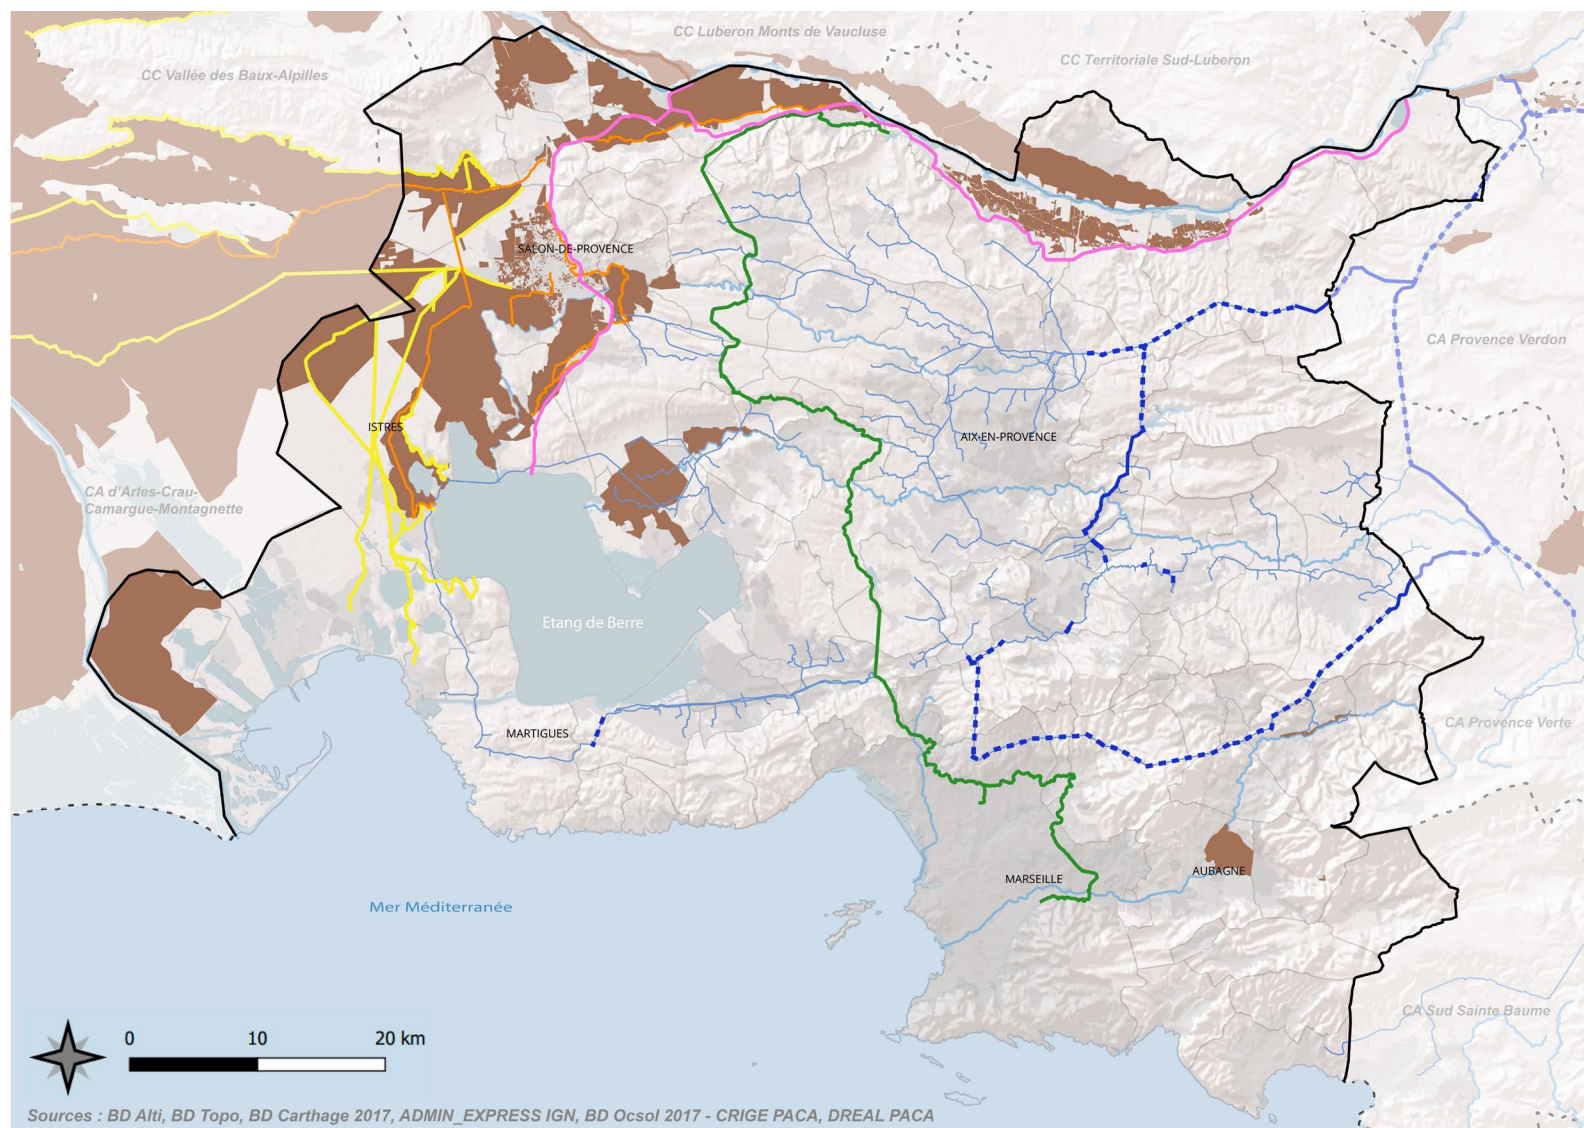 CC Luberon Monts de Vaucluse
CC Territoriale Sud-Luberon
CC Vallée des Baux-Alpilles
SALON-DE-PROVENCE
CA Provence Verdon
ISTRES
AIX-EN-PROVENCE
CA d'Arles-Crau-
Camargue-Montagnette
Etang de Berre
CA Provence Verte
MARTIGUES
AUBAGNE
MARSEILLE
Mer Méditerranée
CA Sud Sainte Baume
0 10 20 km
Sources : BD Alti, BD Topo, BD Carthage 2017, ADMIN_EXPRESS IGN, BD Ocsol 2017 - CRIGE PACA, DREAL PACA